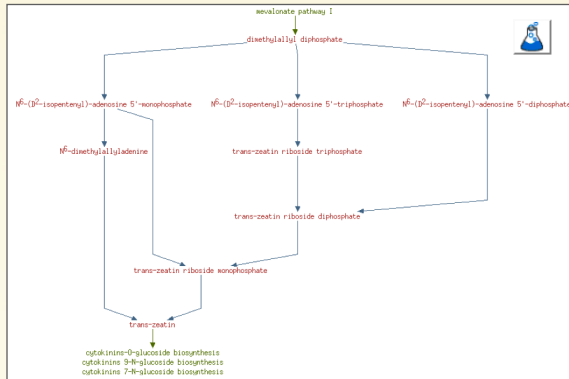 mevalonate pathway I
dimethylallyl diphosphate
N6-(D2-isopentenyl)-adenosine 5'-monophosphate N6-(D2-isopentenyl)-adenosine 5'-triphosphate N6-(D2-isopentenyl)-adenosine 5'-diphosphate
N6-dimethylallyladenine trans-zeatin riboside triphosphate
trans-zeatin riboside diphosphate
trans-zeatin riboside monophosphate
trans-zeatin
cytokinins-O-glucoside biosynthesis
cytokinins 9-N-glucoside biosynthesis
cytokinins 7-N-glucoside biosynthesis